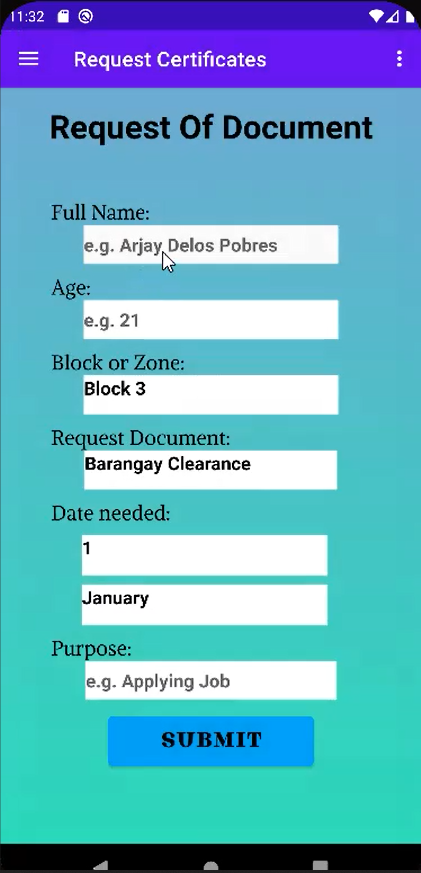 11:32
Request Certificates
Request Of Document
Full Name:
e.g. Arjay Delos Pobres
Age:
e.g. 21
Block or Zone:
Block 3
Request Document:
Barangay Clearance
Date needed:
1
January
Purpose:
e.g. Applying Job
SUBMIT